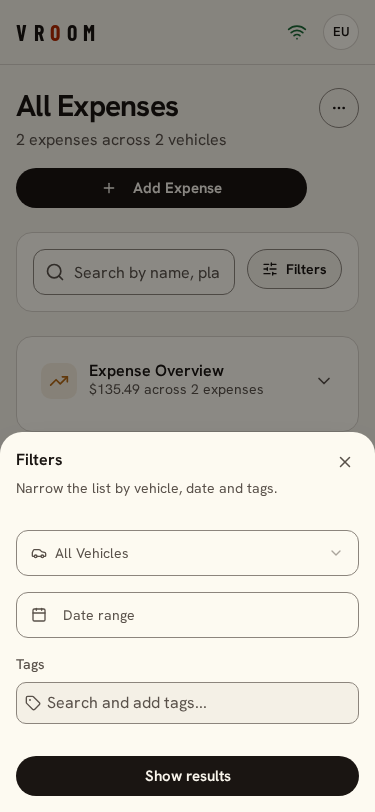 VROOM
EU
All Expenses
2 expenses across 2 vehicles
Add Expense
Search by name, pla
Filters
Expense Overview
$135.49 across 2 expenses
Filters
Narrow the list by vehicle, date and tags.
All Vehicles
Date range
Tags
Search and add tags...
Show results